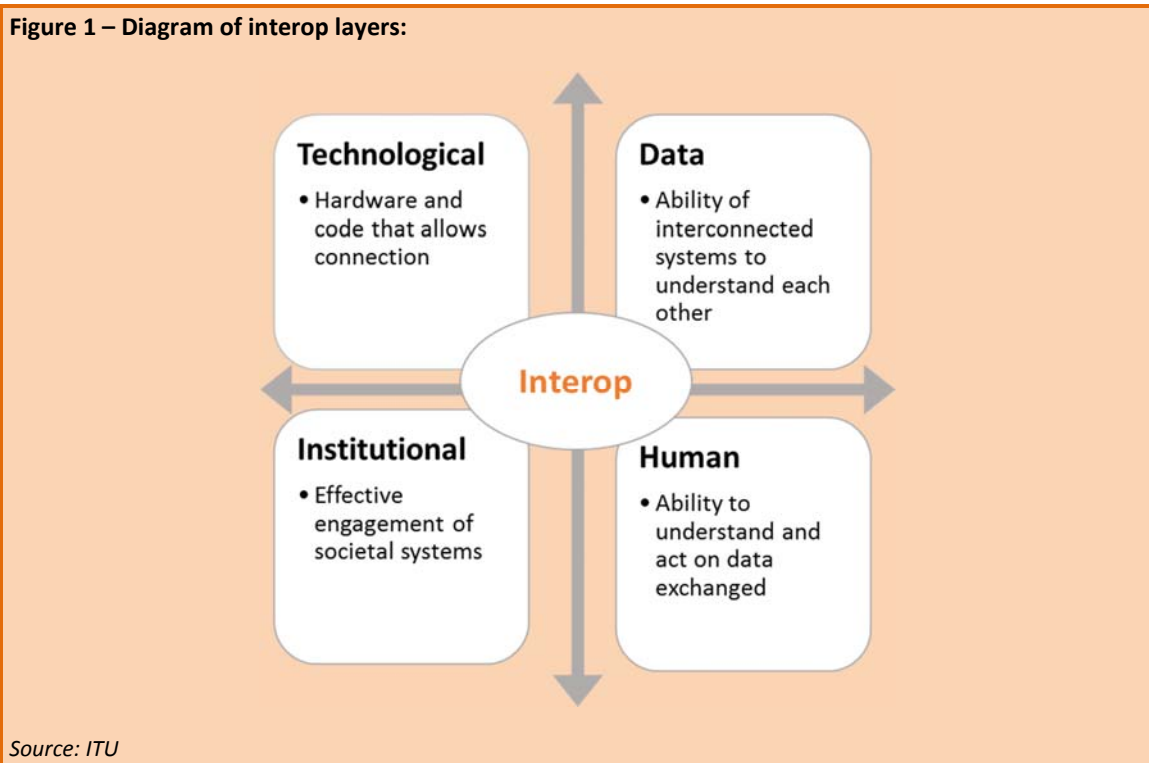 Figure 1 – Diagram of interop layers:
Technological
• Hardware and
code that allows
connection
Data
• Ability of
interconnected
systems to
understand each
other
Interop
Institutional
• Effective
engagement of
societal systems
Human
• Ability to
understand and
act on data
exchanged
Source: ITU